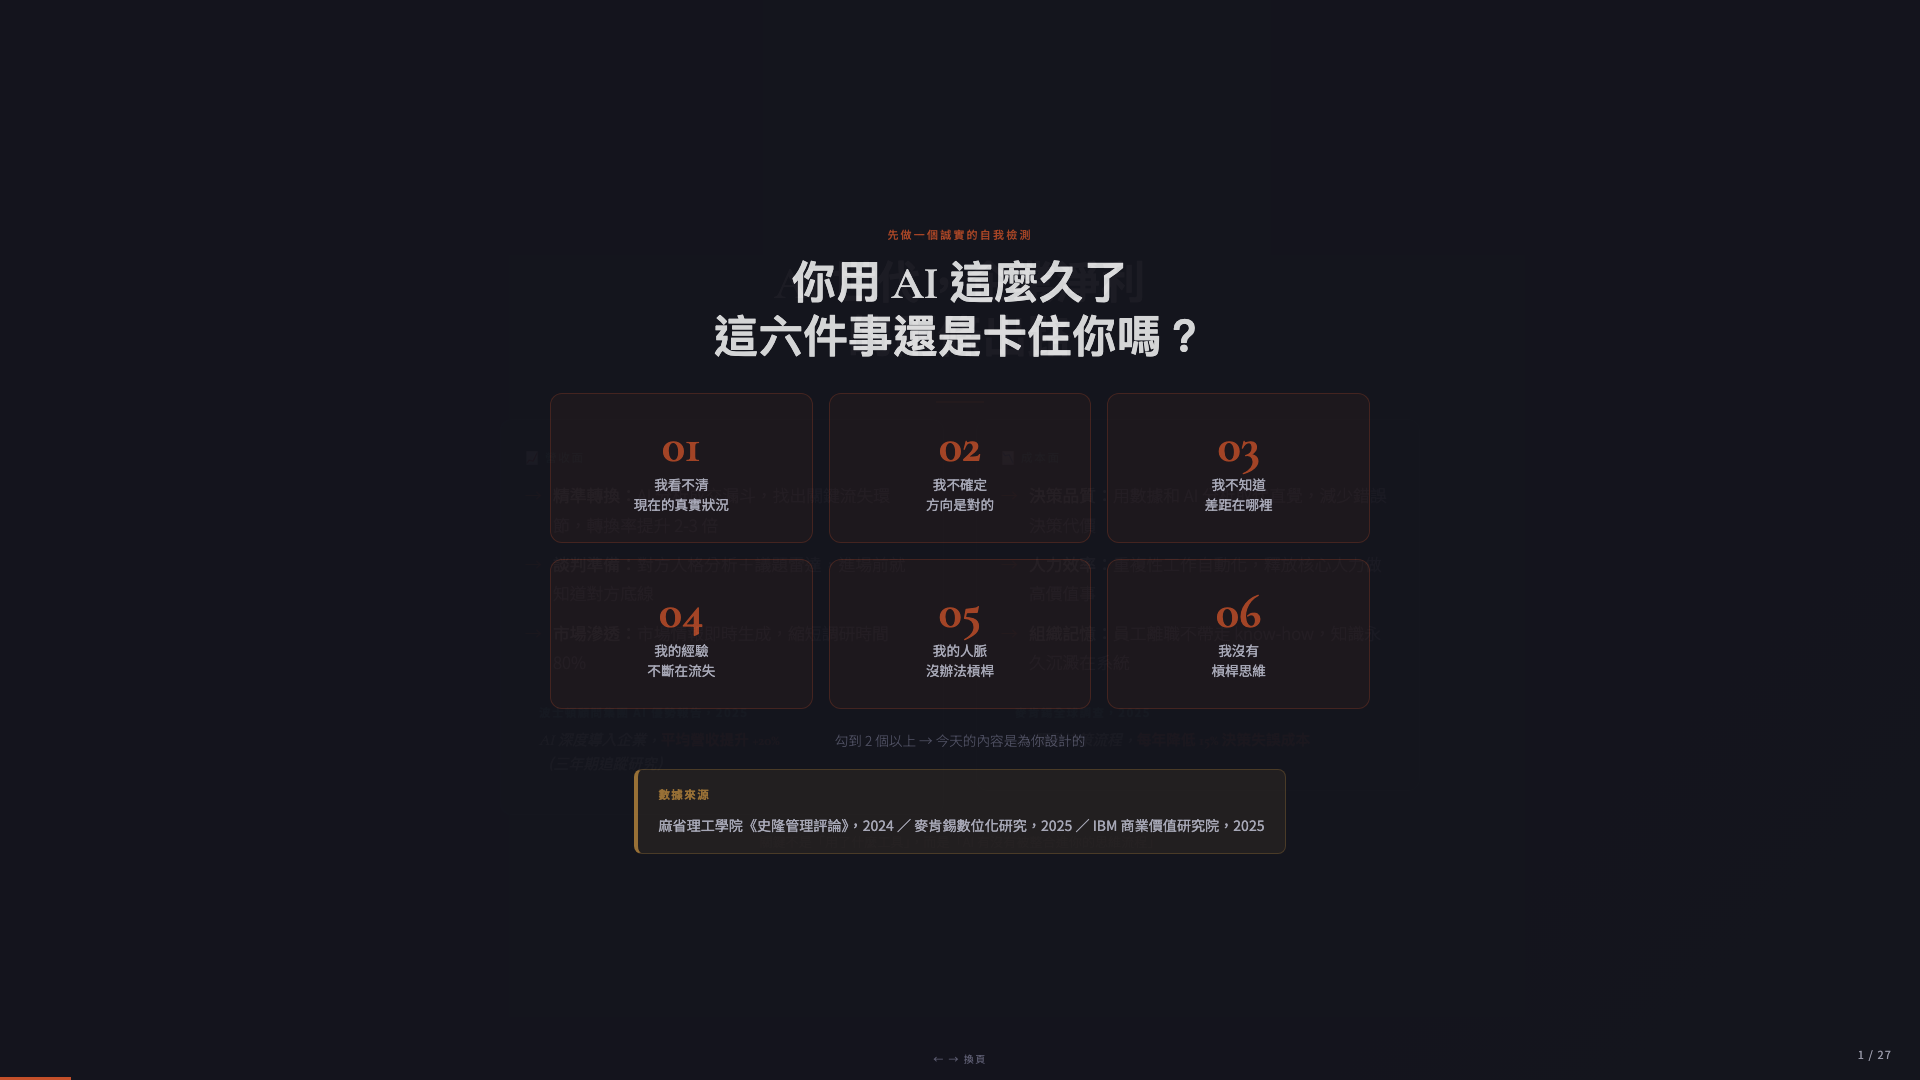 先做一個誠實的自我檢測
你用 AI 這麼久了
這六件事還是卡住你嗎？
01
我看不清
現在的真實狀況
02
我不確定
方向是對的
03
我不知道
差距在哪裡
04
我的經驗
不斷在流失
05
我的人脈
沒辦法槓桿
06
我沒有
槓桿思維
勾到 2 個以上 → 今天的內容是為你設計的
數據來源
麻省理工學院《史隆管理評論》，2024 ／ 麥肯錫數位化研究，2025 ／ IBM 商業價值研究院，2025
← → 換頁
1 / 27